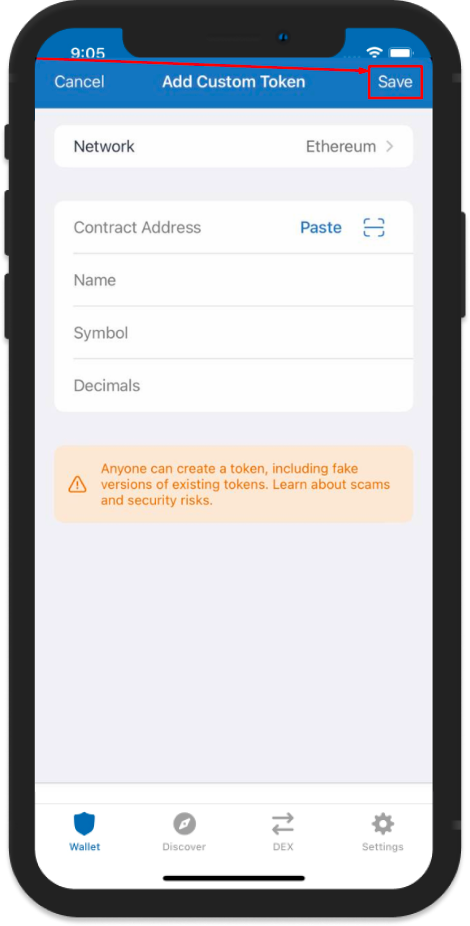 9:05
Cancel Add Custom Token Save
Network Ethereum
Contract Address Paste
Name
Symbol
Decimals
Anyone can create a token, including fake
versions of existing tokens. Learn about scams
and security risks.
Wallet Discover DEX Settings